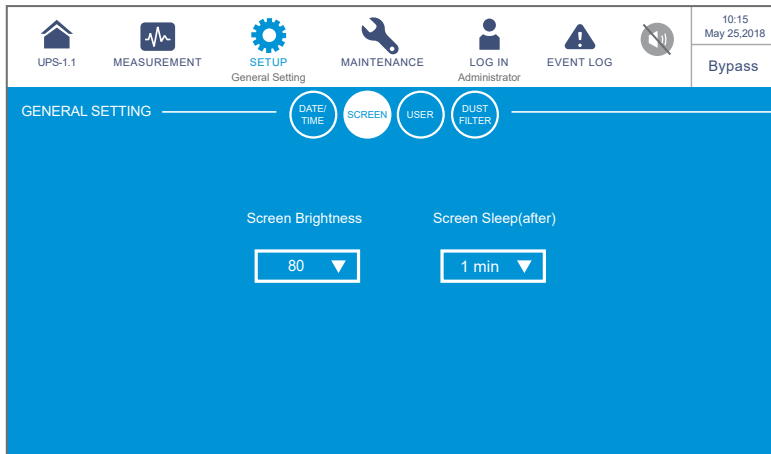 10:15
May 25,2018
Bypass
UPS-1.1
MEASUREMENT
SETUP
General Setting
MAINTENANCE
LOG IN
Administrator
EVENT LOG
GENERAL SETTING
DATE/
TIME
SCREEN
USER
DUST
FILTER
Screen Brightness
Screen Sleep(after)
80
1 min